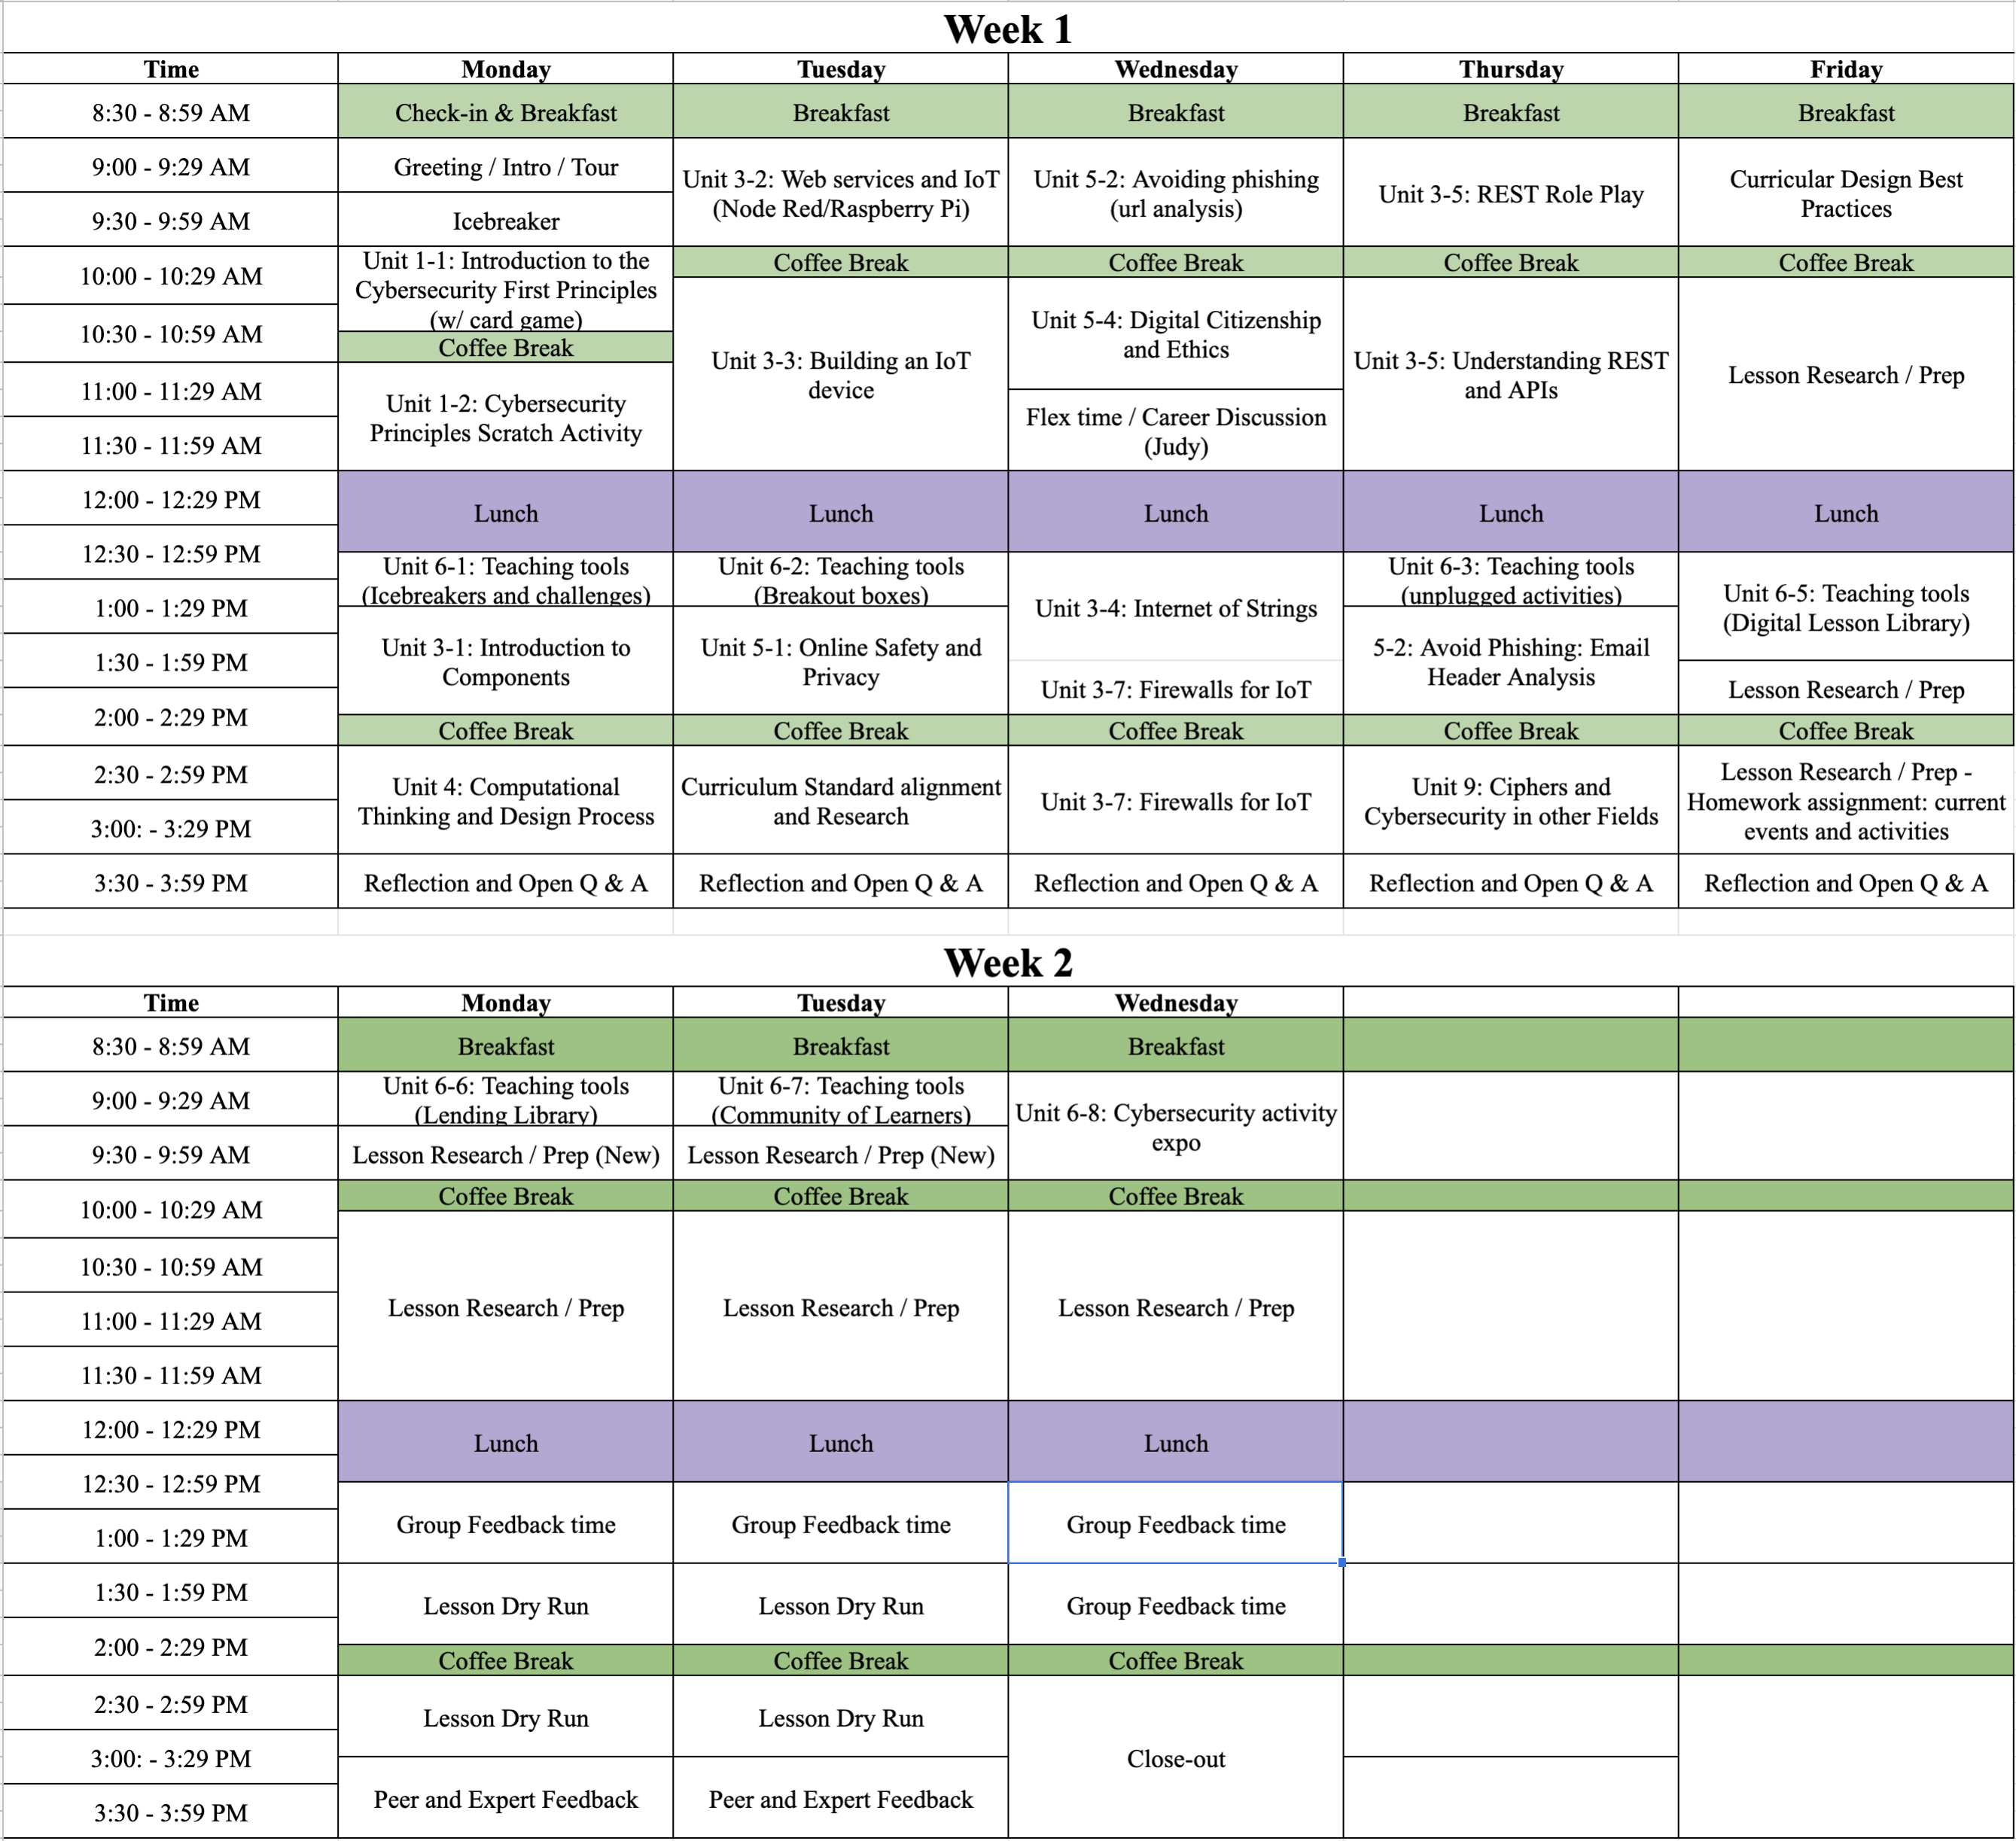 Week 1
Time Monday Tuesday Wednesday Thursday Friday
8:30 - 8:59 AM Check-in & Breakfast Breakfast Breakfast Breakfast Breakfast
9:00 - 9:29 AM Greeting / Intro / Tour
Unit 3-2: Web services and IoT
(Node Red/Raspberry Pi)
Unit 5-2: Avoiding phishing
(url analysis)
Unit 3-5: REST Role Play
Curricular Design Best
Practices
9:30 - 9:59 AM Icebreaker
10:00 - 10:29 AM
Unit 1-1: Introduction to the
Cybersecurity First Principles
(w/ card game)
Coffee Break Coffee Break Coffee Break Coffee Break
10:30 - 10:59 AM
Coffee Break
Unit 3-3: Building an IoT
device
Unit 5-4: Digital Citizenship
and Ethics
Unit 3-5: Understanding REST
and APIs
Lesson Research / Prep
11:00 - 11:29 AM
Unit 1-2: Cybersecurity
Principles Scratch Activity
Flex time / Career Discussion
(Judy)
11:30 - 11:59 AM
12:00 - 12:29 PM
Lunch Lunch Lunch Lunch Lunch
12:30 - 12:59 PM
Unit 6-1: Teaching tools
(Icebreakers and challenges)
Unit 6-2: Teaching tools
(Breakout boxes)
Unit 3-4: Internet of Strings
Unit 6-3: Teaching tools
(unplugged activities)
Unit 6-5: Teaching tools
(Digital Lesson Library)
1:00 - 1:29 PM
1:30 - 1:59 PM
Unit 3-1: Introduction to
Components
Unit 5-1: Online Safety and
Privacy
Unit 3-7: Firewalls for IoT
5-2: Avoid Phishing: Email
Header Analysis
Lesson Research / Prep
2:00 - 2:29 PM
Coffee Break Coffee Break Coffee Break Coffee Break Coffee Break
2:30 - 2:59 PM
Unit 4: Computational
Thinking and Design Process
Curriculum Standard alignment
and Research
Unit 3-7: Firewalls for IoT
Unit 9: Ciphers and
Cybersecurity in other Fields
Lesson Research / Prep -
Homework assignment: current
events and activities
3:00: - 3:29 PM
3:30 - 3:59 PM Reflection and Open Q & A Reflection and Open Q & A Reflection and Open Q & A Reflection and Open Q & A Reflection and Open Q & A
Week 2
Time Monday Tuesday Wednesday
8:30 - 8:59 AM Breakfast Breakfast Breakfast
9:00 - 9:29 AM
Unit 6-6: Teaching tools
(Lending Library)
Unit 6-7: Teaching tools
(Community of Learners)
Unit 6-8: Cybersecurity activity
expo
9:30 - 9:59 AM Lesson Research / Prep (New) Lesson Research / Prep (New)
10:00 - 10:29 AM
Coffee Break Coffee Break Coffee Break
10:30 - 10:59 AM
Lesson Research / Prep Lesson Research / Prep Lesson Research / Prep
11:00 - 11:29 AM
11:30 - 11:59 AM
12:00 - 12:29 PM
Lunch Lunch Lunch
12:30 - 12:59 PM
Group Feedback time Group Feedback time Group Feedback time
1:00 - 1:29 PM
1:30 - 1:59 PM
Lesson Dry Run Lesson Dry Run Group Feedback time
2:00 - 2:29 PM
Coffee Break Coffee Break Coffee Break
2:30 - 2:59 PM
Lesson Dry Run Lesson Dry Run
3:00: - 3:29 PM
Close-out
Peer and Expert Feedback Peer and Expert Feedback
3:30 - 3:59 PM